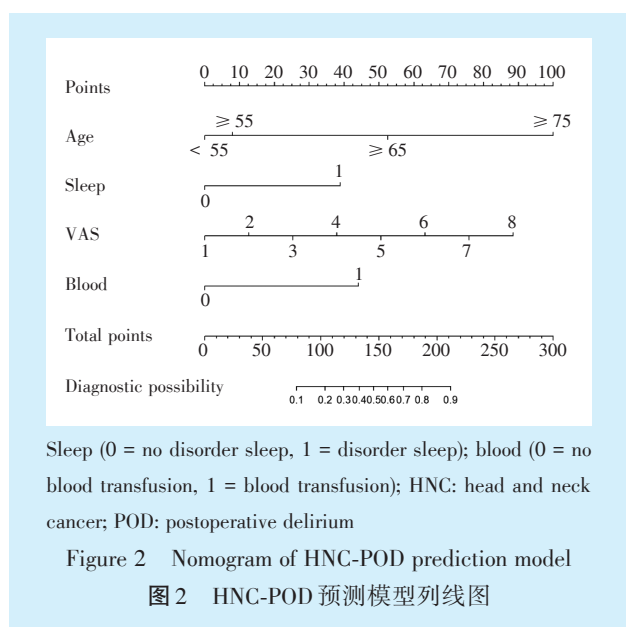 Points 0 10 20 30 40 50 60 70 80 90 100
≥ 55 ≥ 75
Age
< 55 ≥ 65
1
Sleep
0
2 4 6 8
VAS
1 3 5 7
1
Blood
0
Total points
0 50 100 150 200 250 300
Diagnostic possibility
0.1 0.2 0.3 0.4 0.5 0.6 0.7 0.8 0.9
Sleep (0 = no disorder sleep, 1 = disorder sleep); blood (0 = no
blood transfusion, 1 = blood transfusion); HNC: head and neck
cancer; POD: postoperative delirium
Figure 2 Nomogram of HNC-POD prediction model
图 2 HNC-POD 预测模型列线图